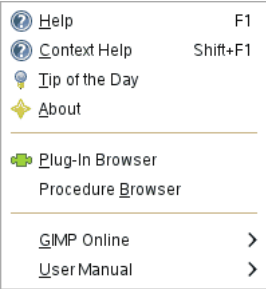 Help F1
Context Help Shift+F1
Tip of the Day
About
Plug-In Browser
Procedure Browser
GIMP Online
User Manual